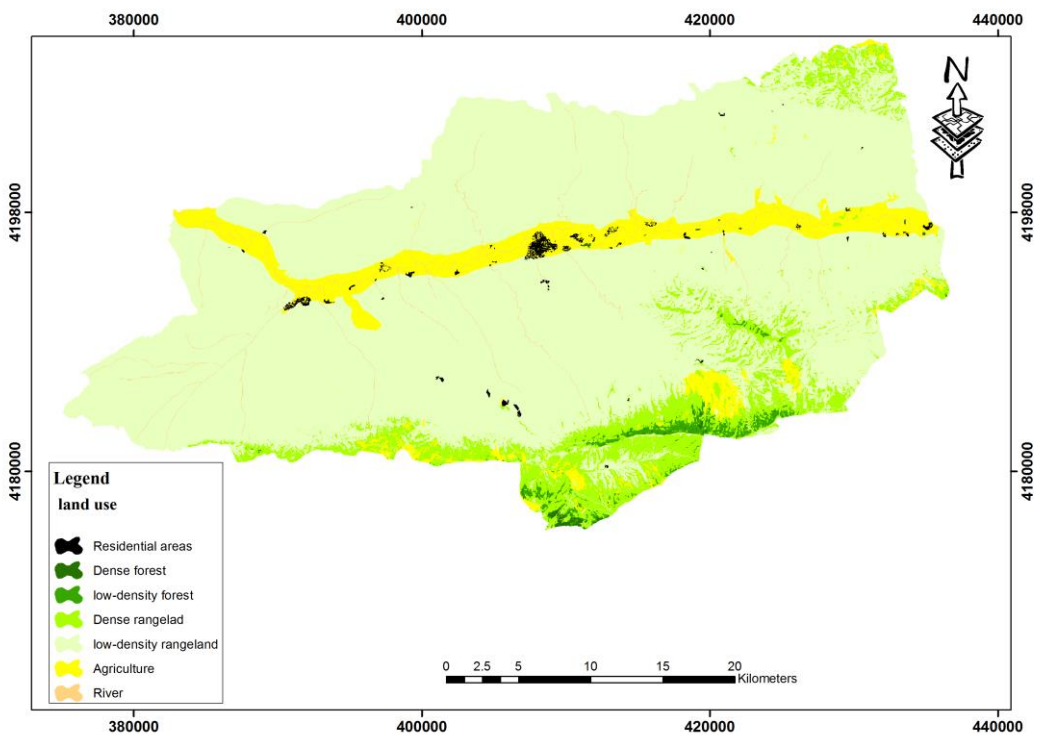 380000 400000 420000 440000
N
4198000 4198000
4180000 4180000
Legend
land use
Residential areas
Dense forest
low-density forest
Dense rangelad
low-density rangeland
Agriculture
River
0 2.5 5 10 15 20
Kilometers
380000 400000 420000 440000